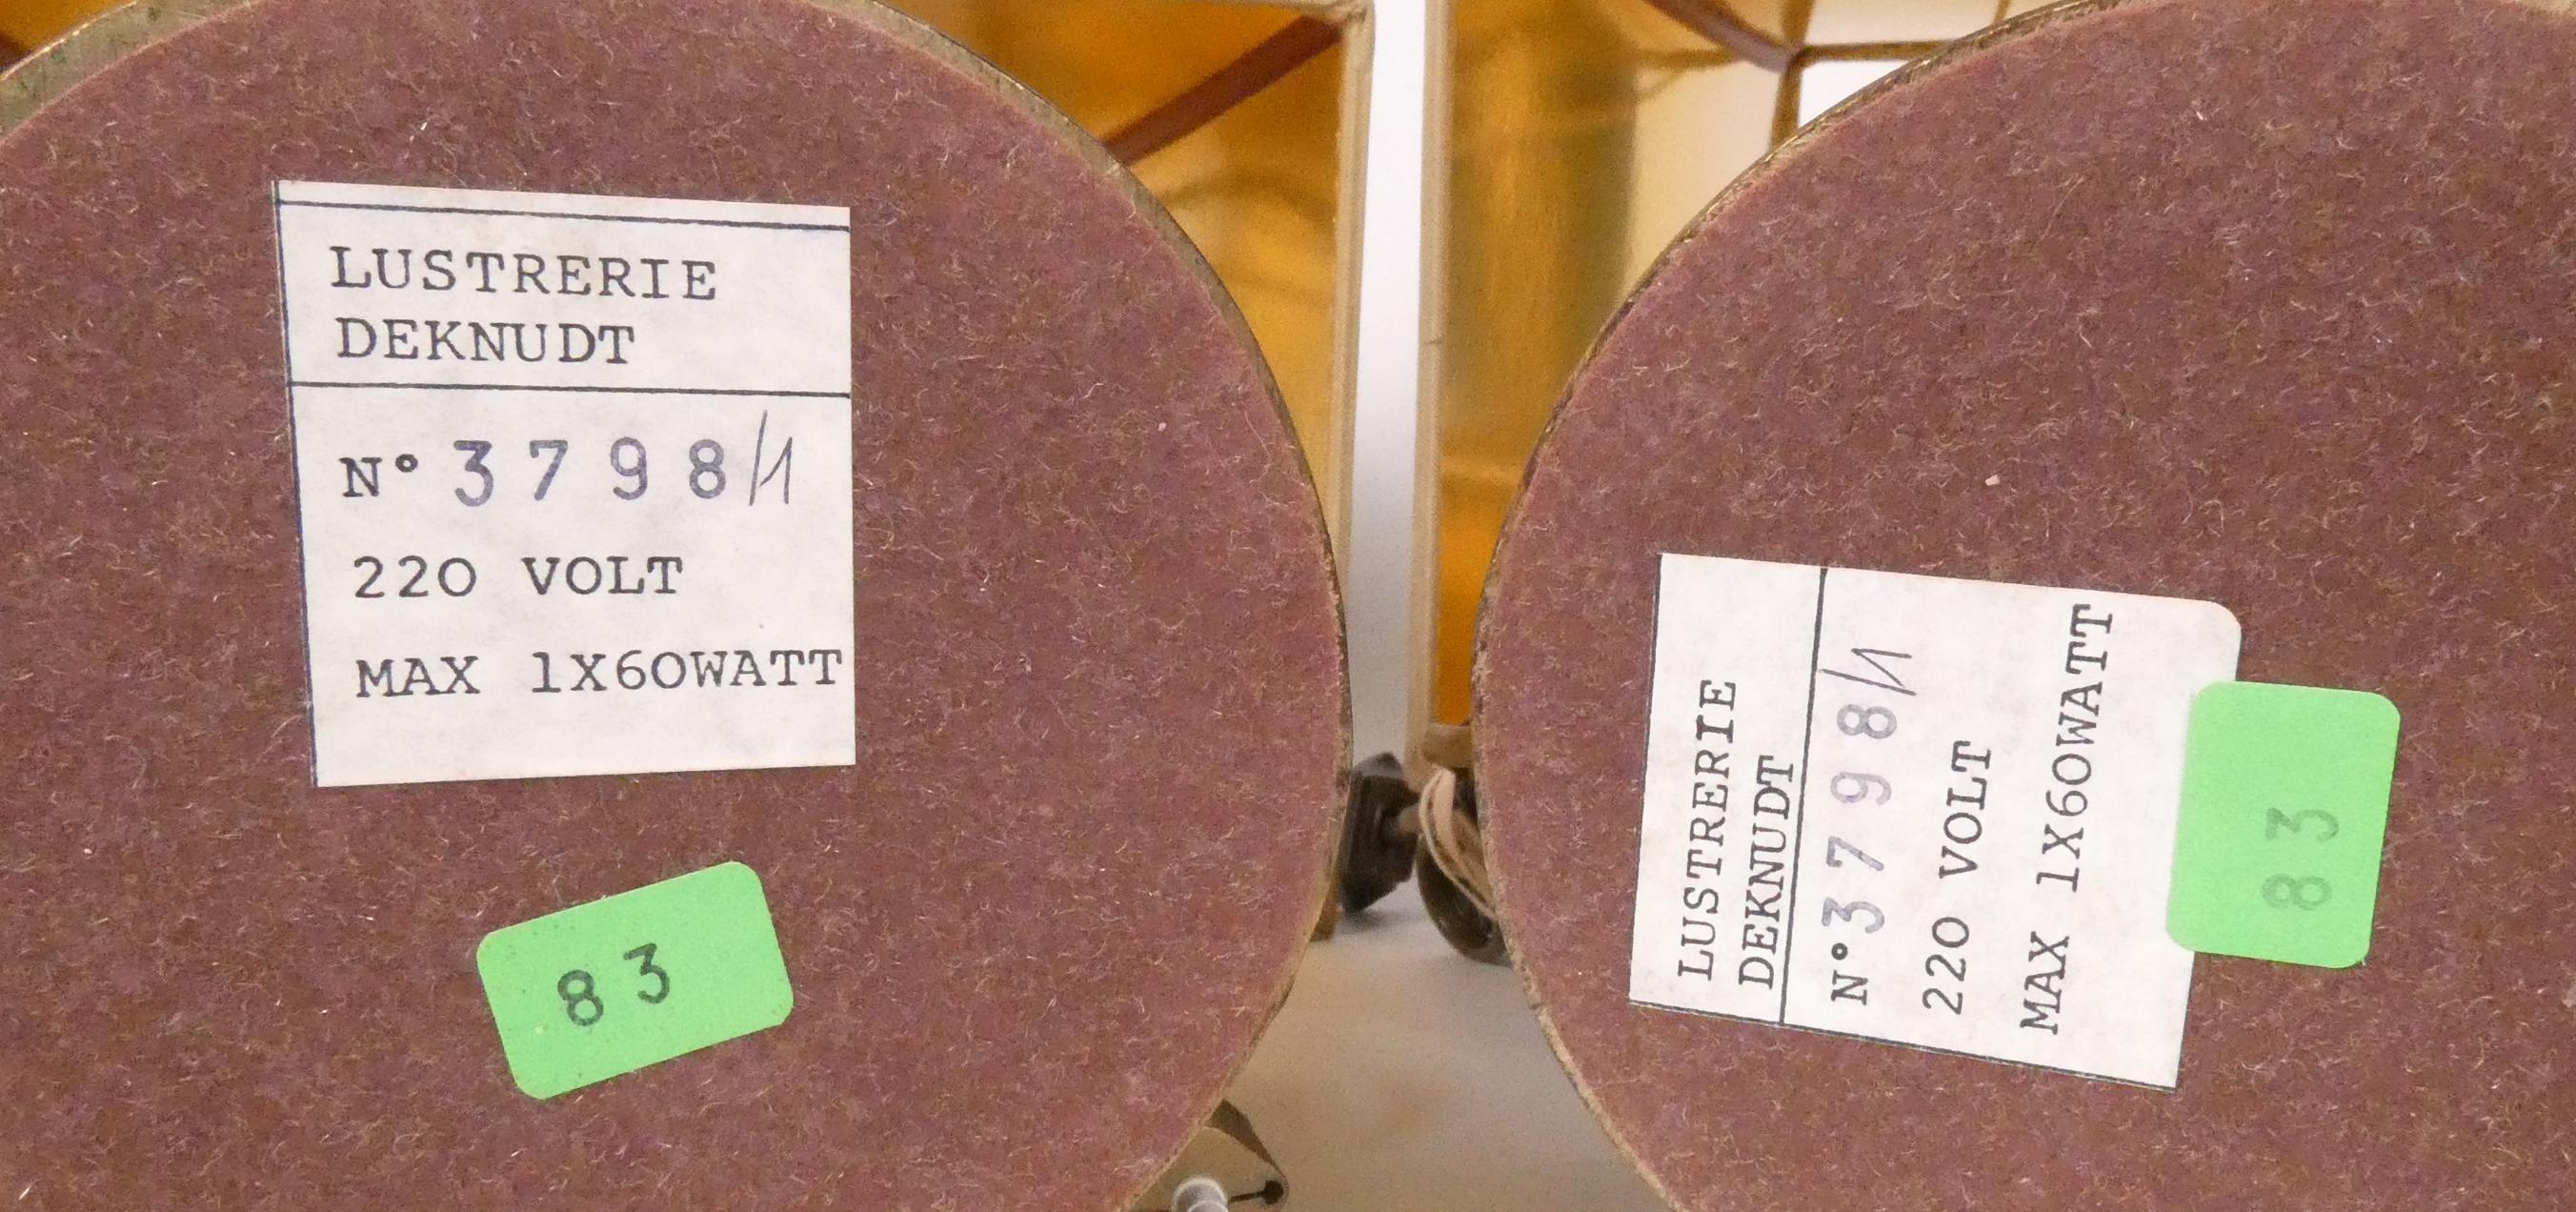 LUSTRERIE
DEKNUDT
N° 3798/1
220 VOLT
MAX 1X60WATT
83
LUSTRERIE
DEKNUDT
N° 3798/1
220 VOLT
MAX 1X60WATT
83